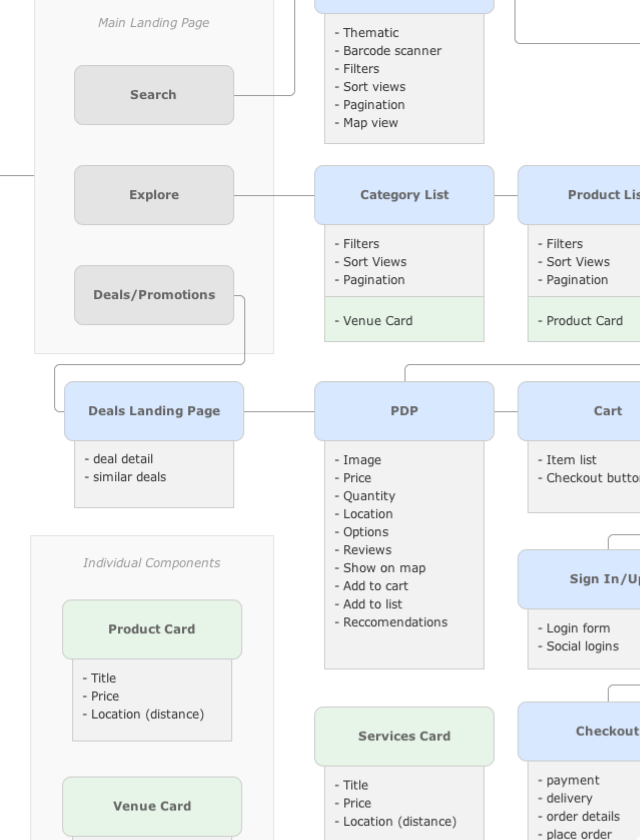 Main Landing Page
Search
Explore
Deals/Promotions
- Thematic
- Barcode scanner
- Filters
- Sort views
- Pagination
- Map view
Category List
- Filters
- Sort Views
- Pagination
- Venue Card
Product Lis
- Filters
- Sort Views
- Pagination
- Product Card
Deals Landing Page
- deal detail
- similar deals
PDP
- Image
- Price
- Quantity
- Location
- Options
- Reviews
- Show on map
- Add to cart
- Add to list
- Reccomendations
Cart
- Item list
- Checkout butto
Sign In/Up
- Login form
- Social logins
Individual Components
Product Card
- Title
- Price
- Location (distance)
Venue Card
Services Card
- Title
- Price
- Location (distance)
Checkout
- payment
- delivery
- order details
- place order